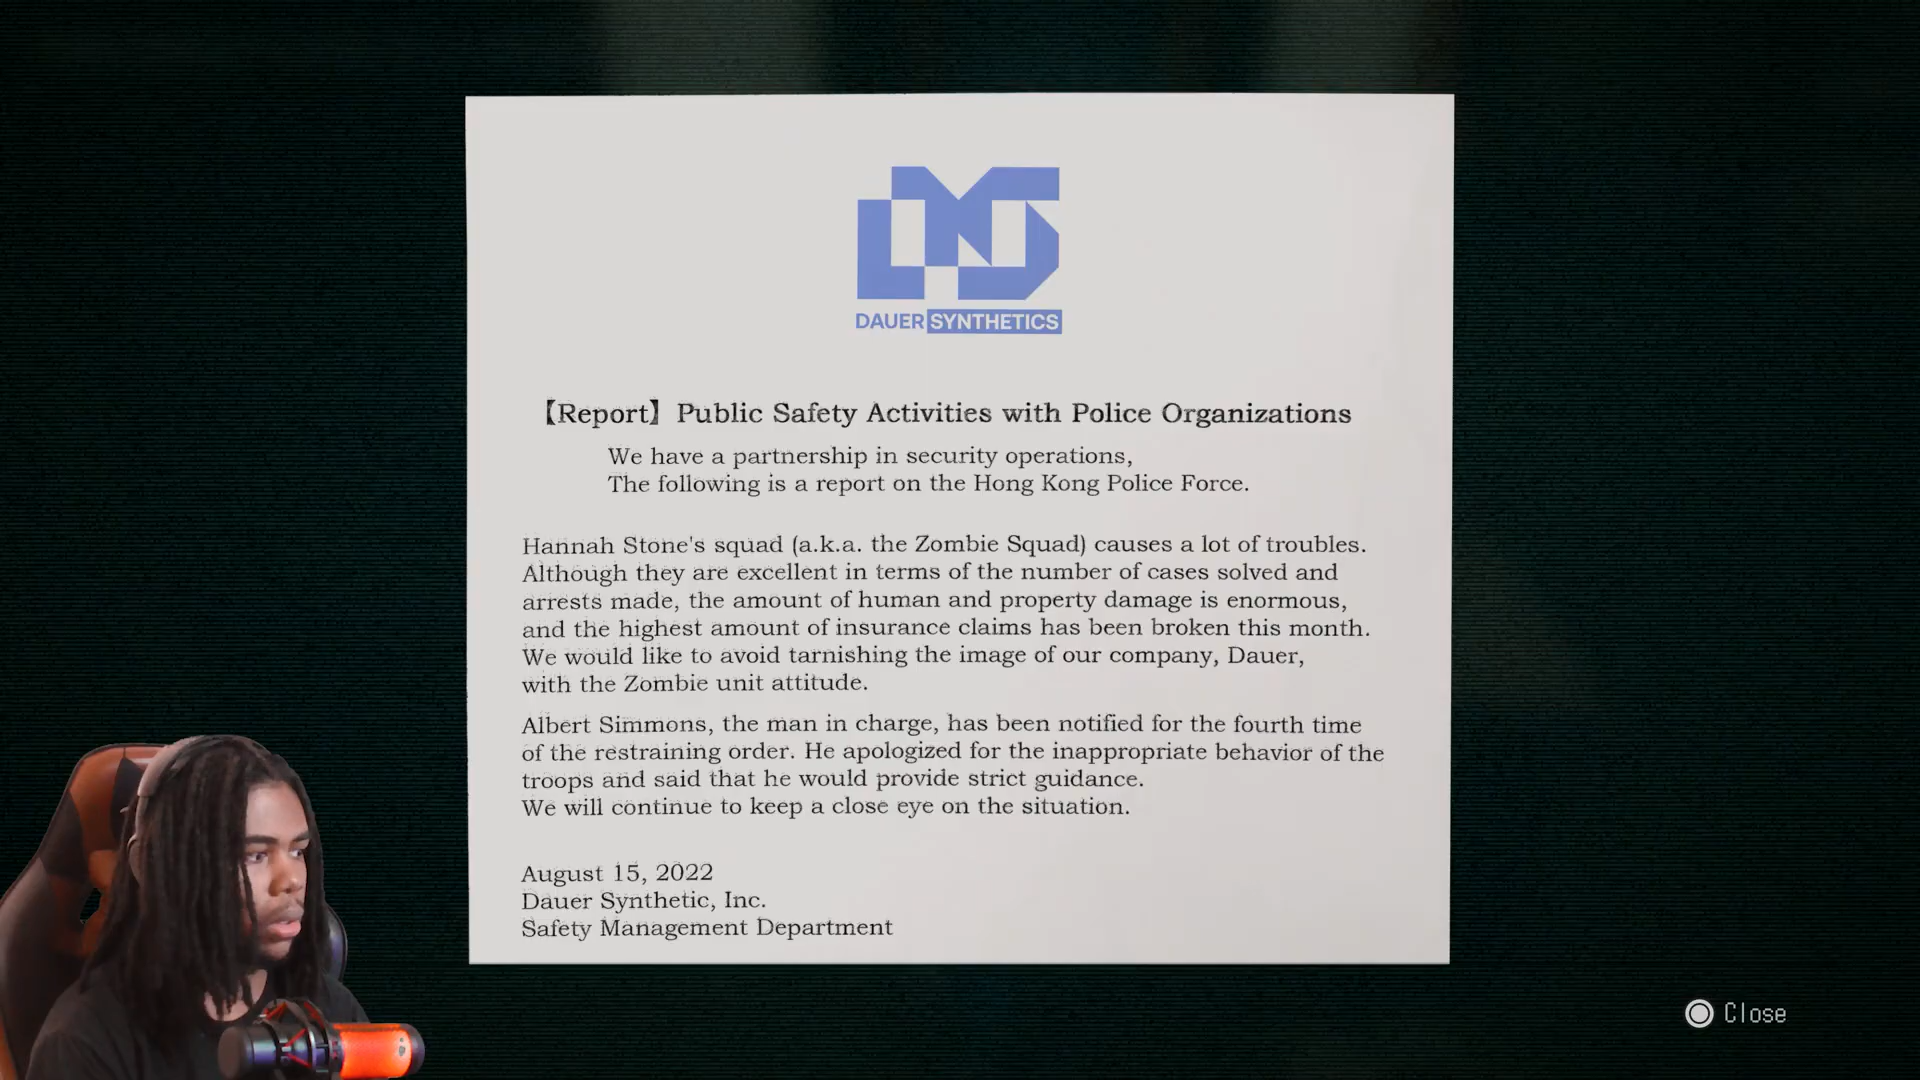 DAUER SYNTHETICS
【Report】 Public Safety Activities with Police Organizations
We have a partnership in security operations,
The following is a report on the Hong Kong Police Force.
Hannah Stone's squad (a.k.a. the Zombie Squad) causes a lot of troubles.
Although they are excellent in terms of the number of cases solved and
arrests made, the amount of human and property damage is enormous,
and the highest amount of insurance claims has been broken this month.
We would like to avoid tarnishing the image of our company, Dauer,
with the Zombie unit attitude.
Albert Simmons, the man in charge, has been notified for the fourth time
of the restraining order. He apologized for the inappropriate behavior of the
troops and said that he would provide strict guidance.
We will continue to keep a close eye on the situation.
August 15, 2022
Dauer Synthetic, Inc.
Safety Management Department
Close